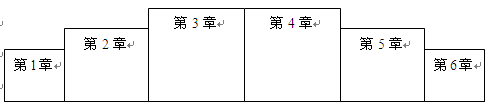 第 1 章
第 2 章
第 3 章
第 4 章
第 5 章
第 6 章